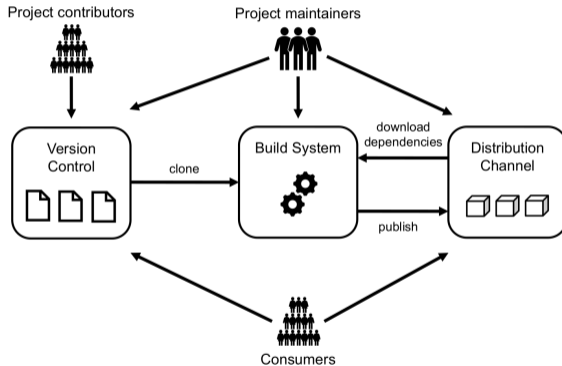 Project contributors
Project maintainers
Version
Control
clone
Build System
download
dependencies
Distribution
Channel
publish
Consumers